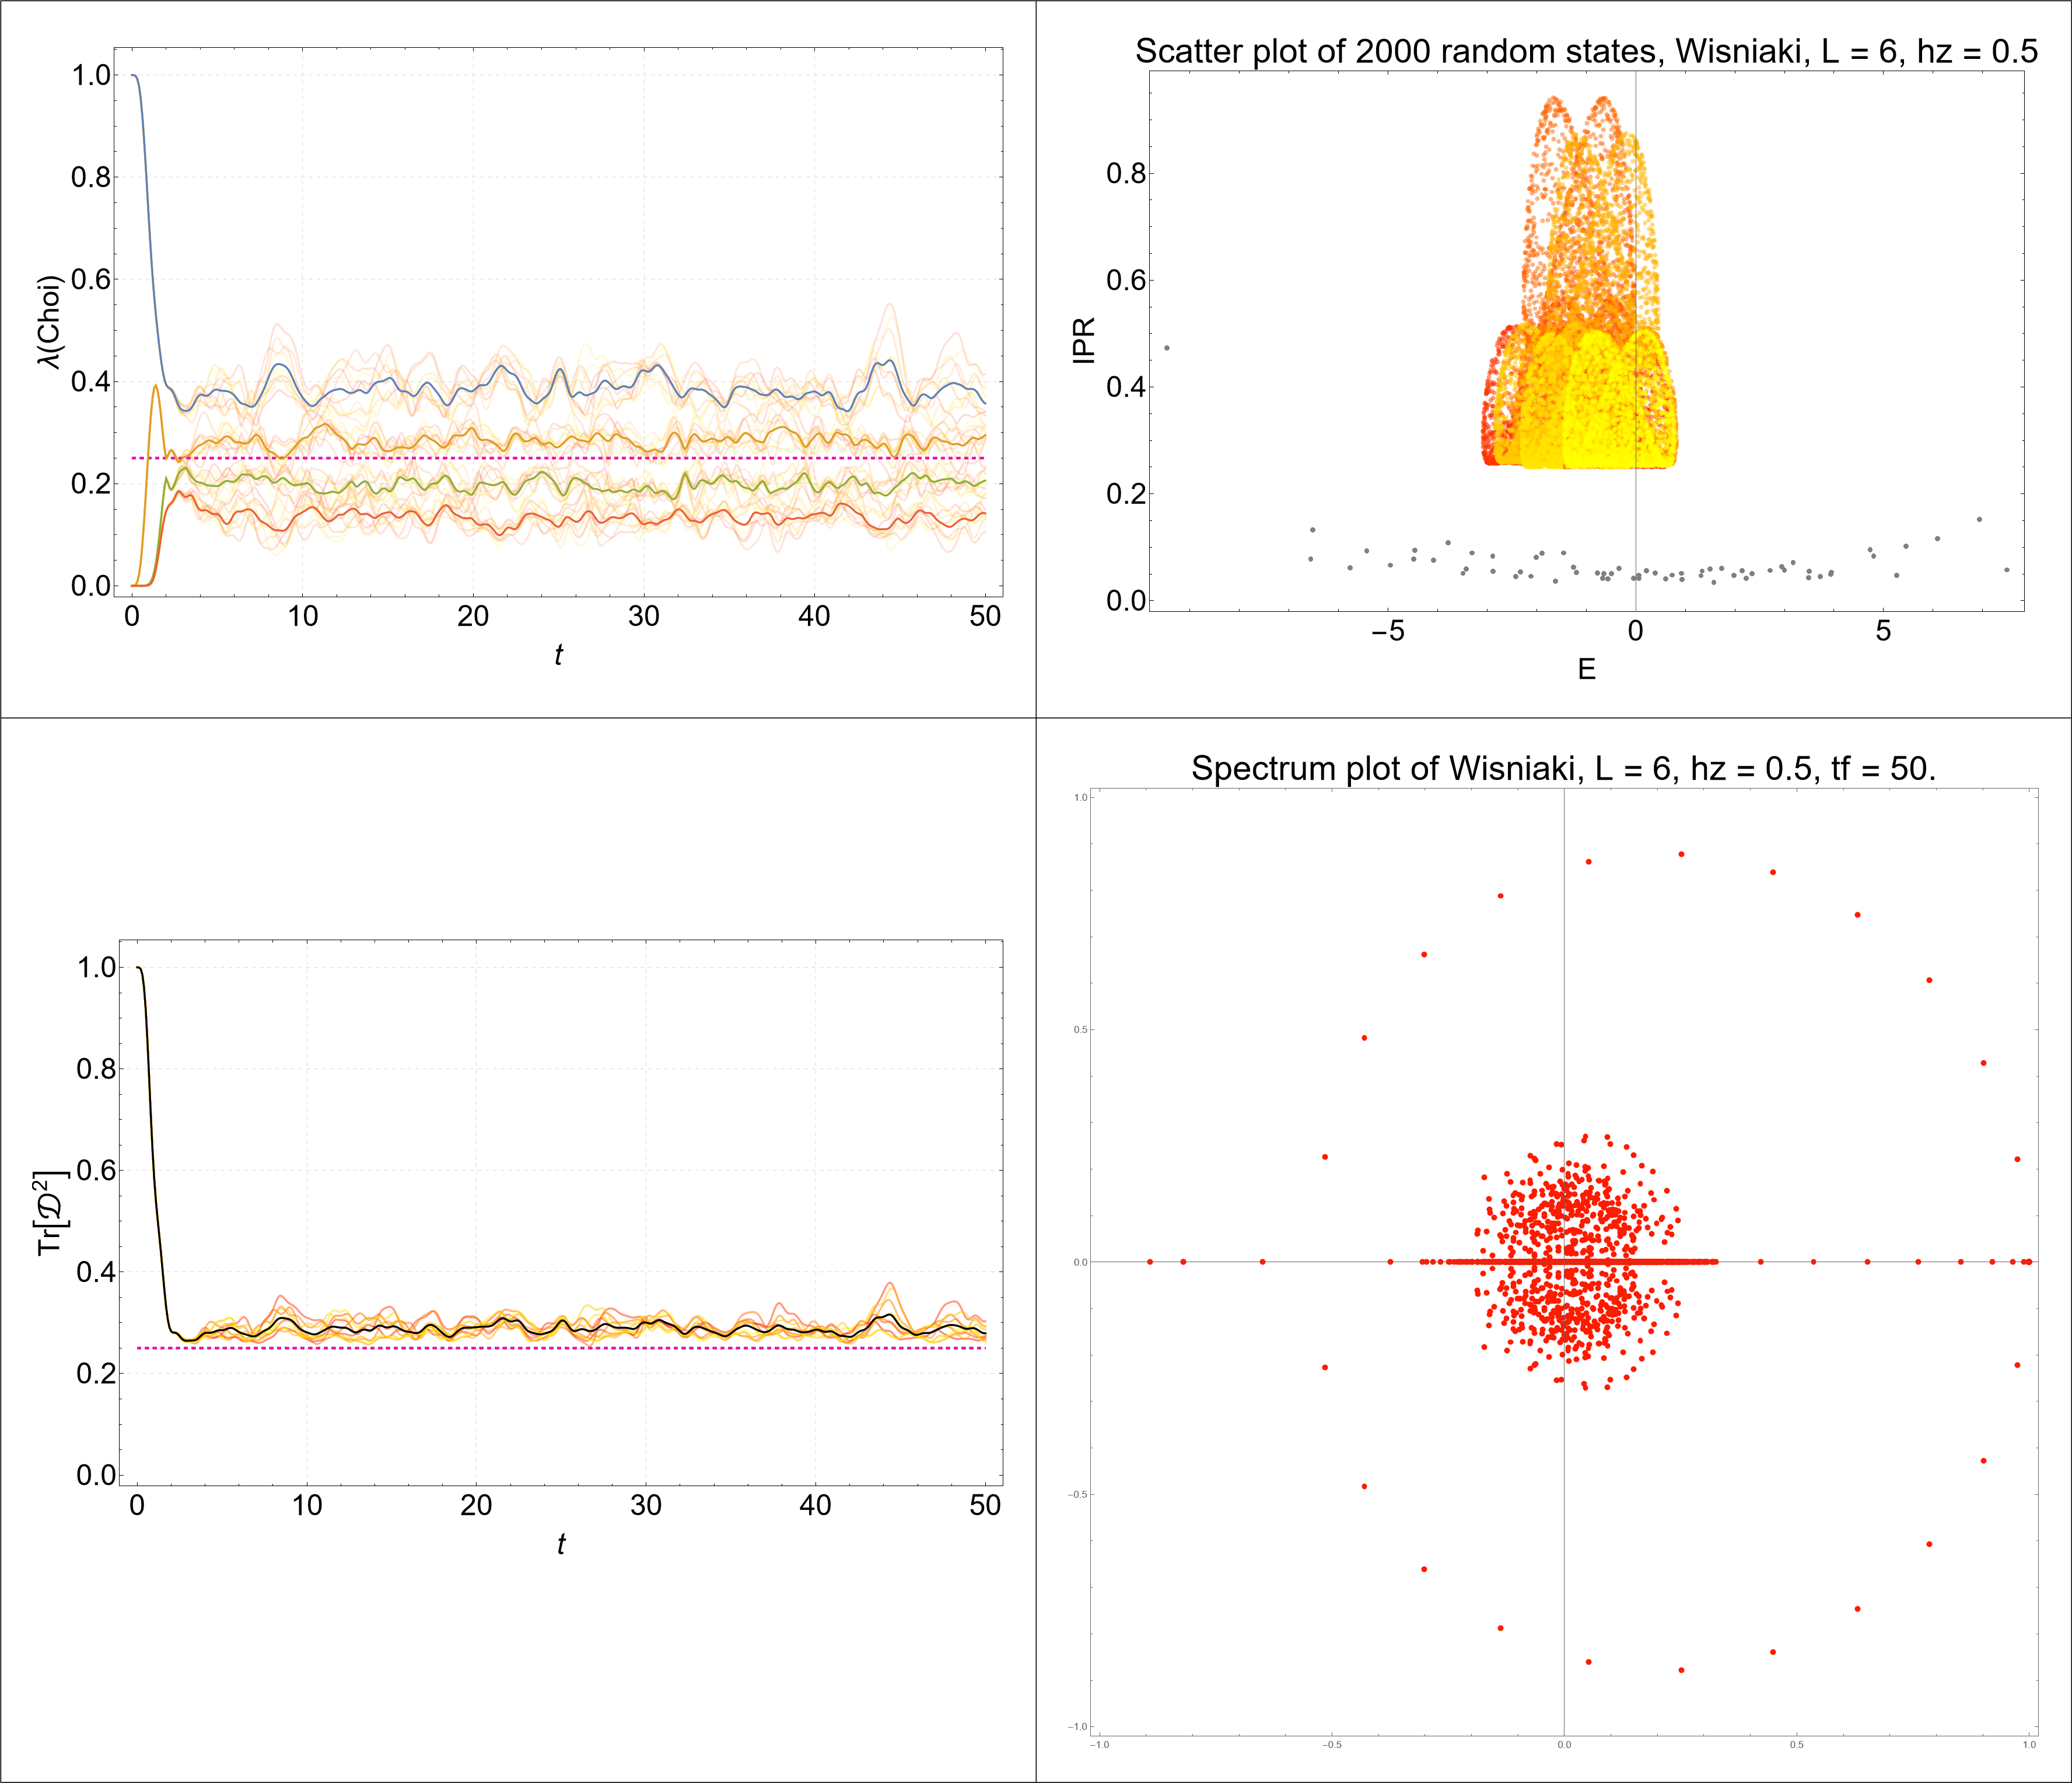 1.0
0.8
0.6
0.4
0.2
0.0
λ(Choi)
0 10 20 30 40 50
t
Scatter plot of 2000 random states, Wisniaki, L = 6, hz = 0.5
0.8
0.6
0.4
0.2
0.0
IPR
−5 0 5
E
1.0
0.8
0.6
0.4
0.2
0.0
Tr[𝒟²]
0 10 20 30 40 50
t
Spectrum plot of Wisniaki, L = 6, hz = 0.5, tf = 50.
1.0
0.5
0.0
−0.5
−1.0
−1.0 −0.5 0.0 0.5 1.0